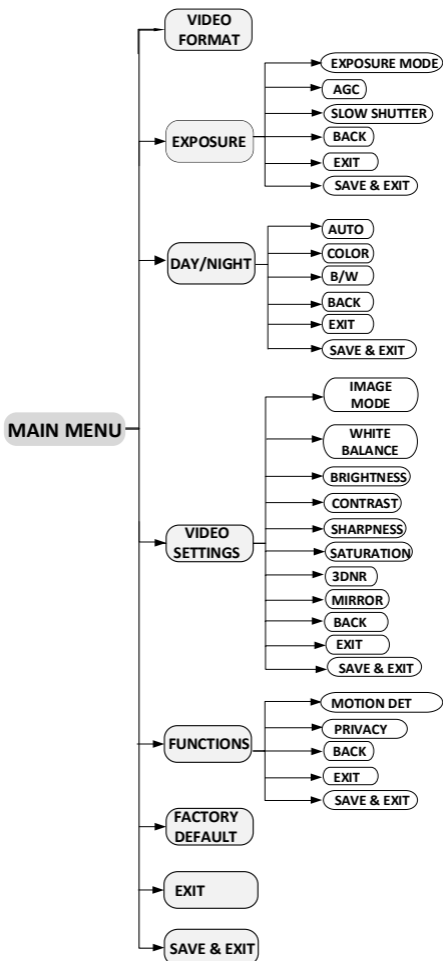 VIDEO
FORMAT
EXPOSURE MODE
AGC
SLOW SHUTTER
EXPOSURE
BACK
EXIT
SAVE & EXIT
AUTO
COLOR
DAY/NIGHT
B/W
BACK
EXIT
SAVE & EXIT
IMAGE
MODE
MAIN MENU
WHITE
BALANCE
BRIGHTNESS
CONTRAST
SHARPNESS
VIDEO
SETTINGS
SATURATION
3DNR
MIRROR
BACK
EXIT
SAVE & EXIT
MOTION DET
PRIVACY
FUNCTIONS
BACK
EXIT
SAVE & EXIT
FACTORY
DEFAULT
EXIT
SAVE & EXIT